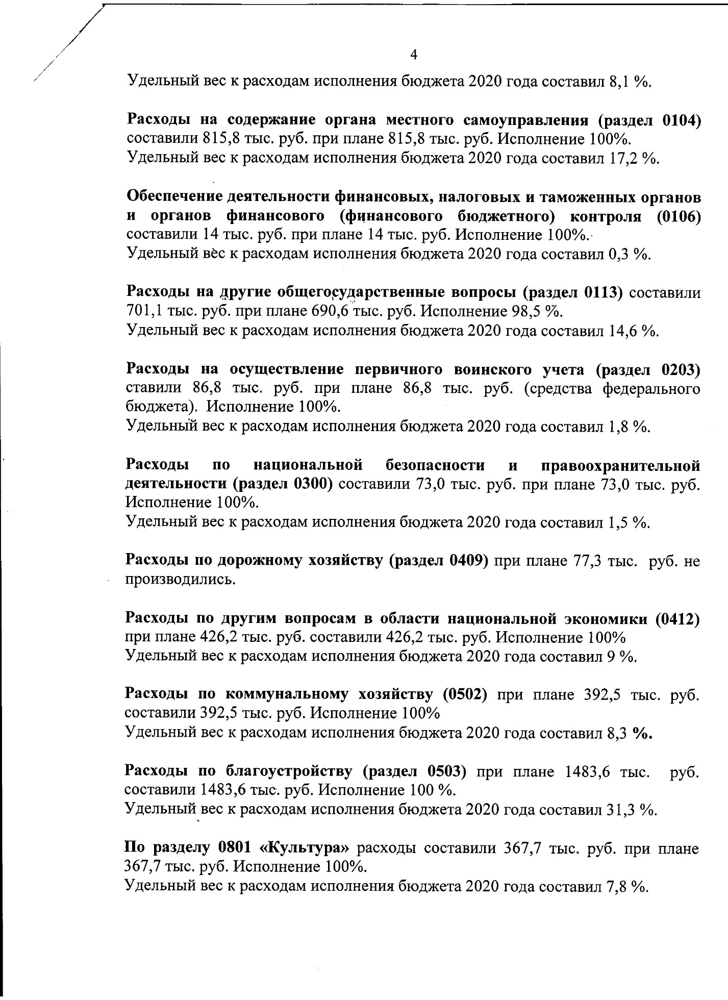 4
Удельный вес к расходам исполнения бюджета 2020 года составил 8,1 %.
Расходы на содержание органа местного самоуправления (раздел 0104)
составили 815,8 тыс. руб. при плане 815,8 тыс. руб. Исполнение 100%.
Удельный вес к расходам исполнения бюджета 2020 года составил 17,2 %.
Обеспечение деятельности финансовых, налоговых и таможенных органов
и органов финансового (финансового бюджетного) контроля (0106)
составили 14 тыс. руб. при плане 14 тыс. руб. Исполнение 100%.
Удельный вес к расходам исполнения бюджета 2020 года составил 0,3 %.
Расходы на другие общегосударственные вопросы (раздел 0113) составили
701,1 тыс. руб. при плане 690,6 тыс. руб. Исполнение 98,5 %.
Удельный вес к расходам исполнения бюджета 2020 года составил 14,6 %.
Расходы на осуществление первичного воинского учета (раздел 0203)
ставили 86,8 тыс. руб. при плане 86,8 тыс. руб. (средства федерального
бюджета). Исполнение 100%.
Удельный вес к расходам исполнения бюджета 2020 года составил 1,8 %.
Расходы по национальной безопасности и правоохранительной
деятельности (раздел 0300) составили 73,0 тыс. руб. при плане 73,0 тыс. руб.
Исполнение 100%.
Удельный вес к расходам исполнения бюджета 2020 года составил 1,5 %.
Расходы по дорожному хозяйству (раздел 0409) при плане 77,3 тыс. руб. не
производились.
Расходы по другим вопросам в области национальной экономики (0412)
при плане 426,2 тыс. руб. составили 426,2 тыс. руб. Исполнение 100%
Удельный вес к расходам исполнения бюджета 2020 года составил 9 %.
Расходы по коммунальному хозяйству (0502) при плане 392,5 тыс. руб.
составили 392,5 тыс. руб. Исполнение 100%
Удельный вес к расходам исполнения бюджета 2020 года составил 8,3 %.
Расходы по благоустройству (раздел 0503) при плане 1483,6 тыс. руб.
составили 1483,6 тыс. руб. Исполнение 100 %.
Удельный вес к расходам исполнения бюджета 2020 года составил 31,3 %.
По разделу 0801 «Культура» расходы составили 367,7 тыс. руб. при плане
367,7 тыс. руб. Исполнение 100%.
Удельный вес к расходам исполнения бюджета 2020 года составил 7,8 %.